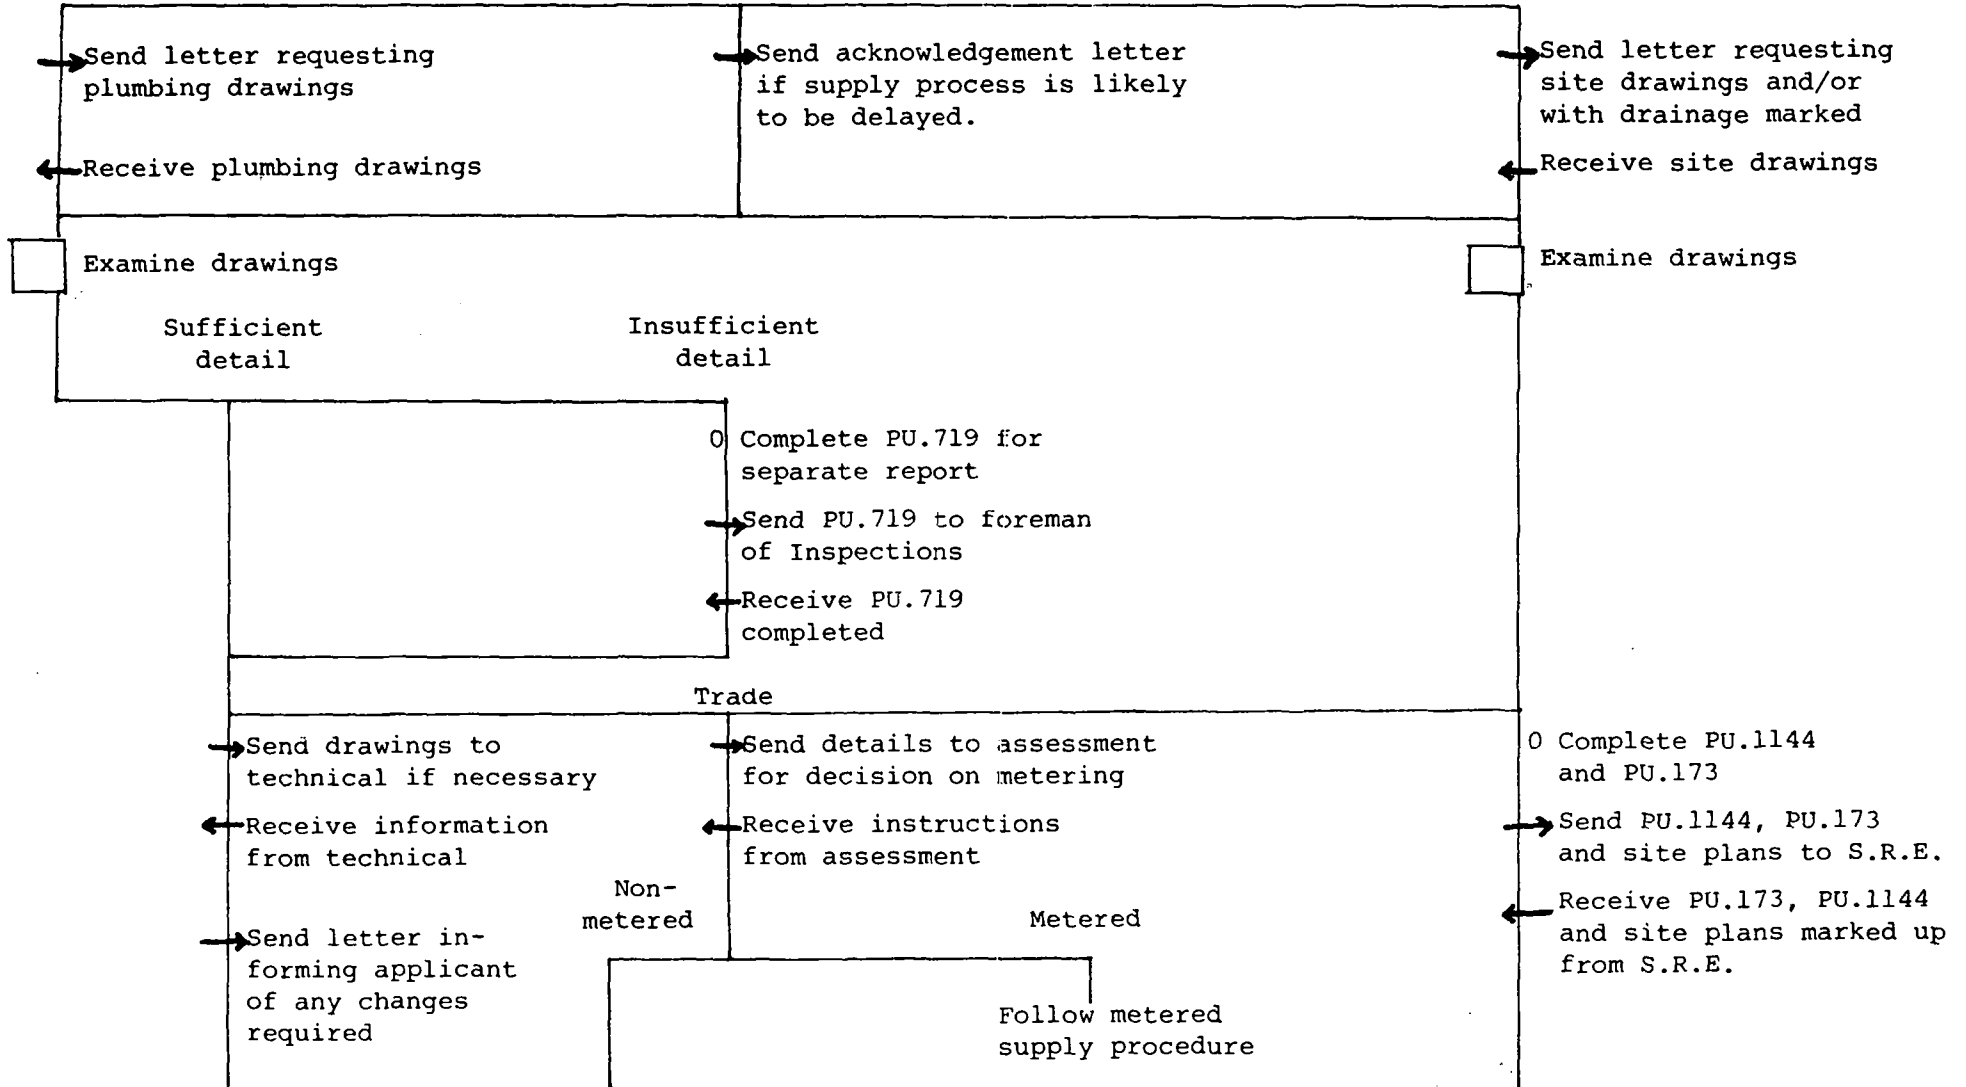 Send letter requesting
plumbing drawings
Receive plumbing drawings
Send acknowledgement letter
if supply process is likely
to be delayed.
Send letter requesting
site drawings and/or
with drainage marked
Receive site drawings
Examine drawings
Examine drawings
Sufficient
detail
Insufficient
detail
0 Complete PU.719 for
separate report
Send PU.719 to foreman
of Inspections
Receive PU.719
completed
Trade
Send drawings to
technical if necessary
Receive information
from technical
Send letter in-
forming applicant
of any changes
required
Send details to assessment
for decision on metering
Receive instructions
from assessment
Non-
metered
Metered
Follow metered
supply procedure
0 Complete PU.1144
and PU.173
Send PU.1144, PU.173
and site plans to S.R.E.
Receive PU.173, PU.1144
and site plans marked up
from S.R.E.